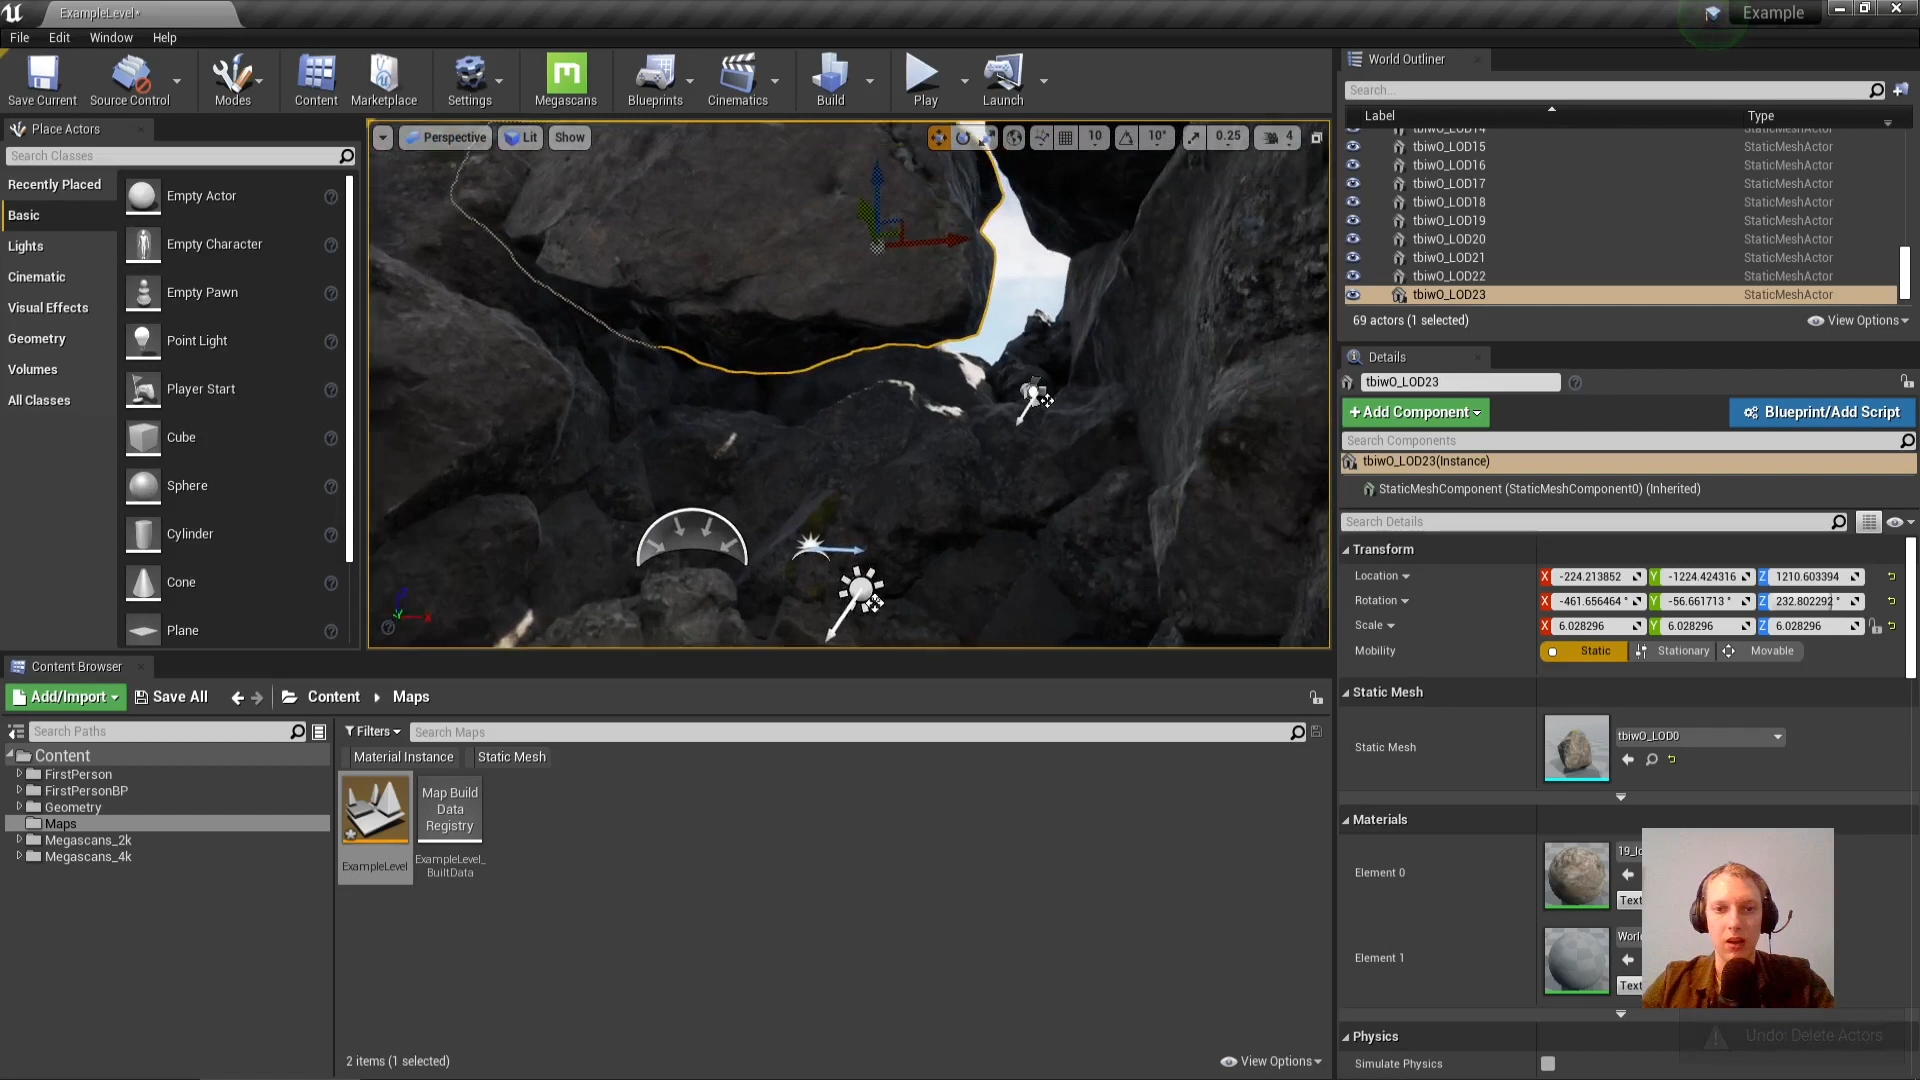 ExampleLevel*
Example
File Edit Window Help
Save Current
Source Control
Modes
Content
Marketplace
Settings
Megascans
Blueprints
Cinematics
Build
Play
Launch
Place Actors
Search Classes
Recently Placed
Basic
Lights
Cinematic
Visual Effects
Geometry
Volumes
All Classes
Empty Actor
Empty Character
Empty Pawn
Point Light
Player Start
Cube
Sphere
Cylinder
Cone
Plane
Perspective
Lit
Show
10
10°
0.25
4
X
World Outliner
Search...
Label
Type
tbiwO_LOD14 StaticMeshActor
tbiwO_LOD15 StaticMeshActor
tbiwO_LOD16 StaticMeshActor
tbiwO_LOD17 StaticMeshActor
tbiwO_LOD18 StaticMeshActor
tbiwO_LOD19 StaticMeshActor
tbiwO_LOD20 StaticMeshActor
tbiwO_LOD21 StaticMeshActor
tbiwO_LOD22 StaticMeshActor
tbiwO_LOD23 StaticMeshActor
69 actors (1 selected)
View Options
Details
tbiwO_LOD23
+Add Component
Blueprint/Add Script
Search Components
tbiwO_LOD23(Instance)
StaticMeshComponent (StaticMeshComponent0) (Inherited)
Search Details
Transform
Location X -224.213852 Y -1224.424316 Z 1210.603394
Rotation X -461.656464 ° Y -56.661713 ° Z 232.802292 °
Scale X 6.028296 Y 6.028296 Z 6.028296
Mobility Static Stationary Movable
Static Mesh
Static Mesh
tbiwO_LOD0
Materials
Element 0
Text
Element 1
Worl
Text
Physics
Simulate Physics
Undo: Delete Actors
Content Browser
Add/Import
Save All
Content
Maps
Search Paths
Filters
Search Maps
Content
FirstPerson
FirstPersonBP
Geometry
Maps
Megascans_2k
Megascans_4k
Material Instance
Static Mesh
Map Build
Data
Registry
ExampleLevel
ExampleLevel_
BuiltData
2 items (1 selected)
View Options